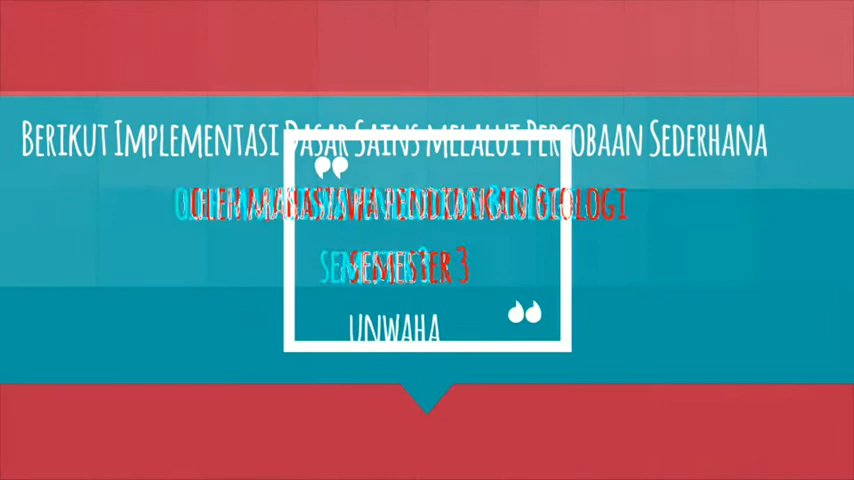 Berikut Implementasi Dasar Sains melalui Percobaan Sederhana
oleh mahasiswa pendidikan Biologi
semester 3
UNWAHA